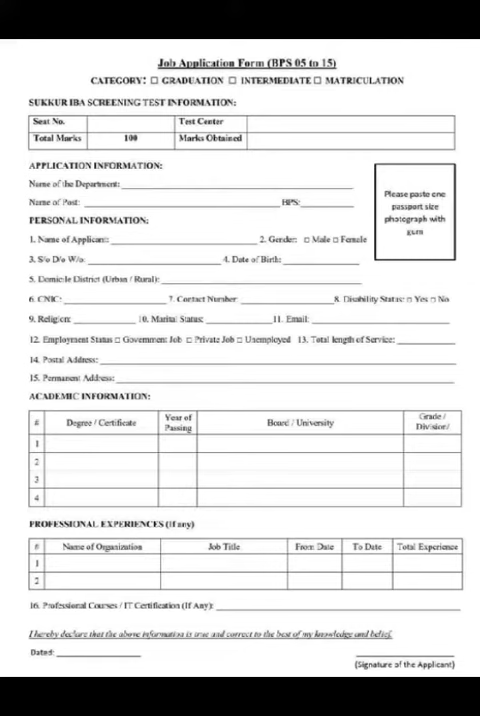 Job Application Form (BPS 05 to 15)
CATEGORY: □ GRADUATION □ INTERMEDIATE □ MATRICULATION
SUKKUR IBA SCREENING TEST INFORMATION:
Seat No. Test Center
Total Marks 100 Marks Obtained
APPLICATION INFORMATION:
Name of the Department:
Name of Post: BPS:
Please paste one
passport size
photograph with
gum
PERSONAL INFORMATION:
1. Name of Applicant: 2. Gender: □ Male □ Female
3. S/o D/o W/o: 4. Date of Birth:
5. Domicile District (Urban / Rural):
6. CNIC: 7. Contact Number 8. Disability Status: □ Yes □ No
9. Religion: 10. Marital Status: 11. Email:
12. Employment Status □ Government Job □ Private Job □ Unemployed 13. Total length of Service:
14. Postal Address:
15. Permanent Address:
ACADEMIC INFORMATION:
# Degree / Certificate Year of Passing Board / University Grade / Division/
1
2
3
4
PROFESSIONAL EXPERIENCES (If any)
# Name of Organization Job Title From Date To Date Total Experience
1
2
16. Professional Courses / IT Certification (If Any):
I hereby declare that the above information is true and correct to the best of my knowledge and belief.
Dated:
(Signature of the Applicant)